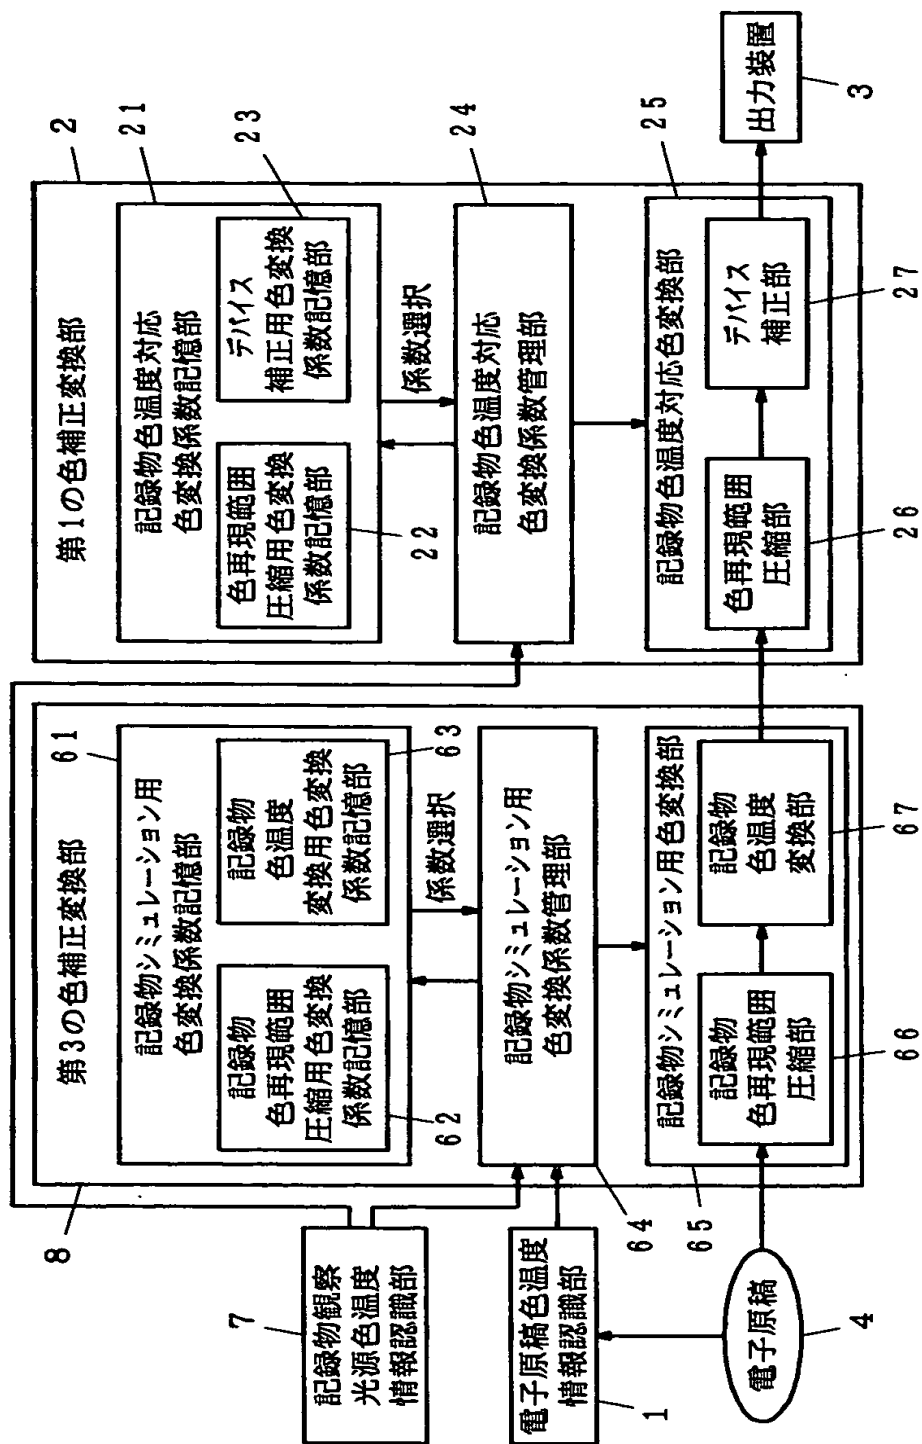 8
第3の色補正変換部
61
記録物シミュレーション用
色変換係数記憶部
記録物
色再現範囲
圧縮用色変換
係数記憶部
62
記録物
色温度
変換用色変換
係数記憶部
63
係数選択
7
記録物観察
光源色温度
情報認識部
記録物シミュレーション用
色変換係数管理部
64
電子原稿色温度
情報認識部
1
65
記録物シミュレーション用色変換部
記録物
色再現範囲
圧縮部
66
記録物
色温度
変換部
67
電子原稿
4
第1の色補正変換部
2
記録物色温度対応
色変換係数記憶部
21
色再現範囲
圧縮用色変換
係数記憶部
22
デバイス
補正用色変換
係数記憶部
23
係数選択
記録物色温度対応
色変換係数管理部
24
記録物色温度対応色変換部
25
色再現範囲
圧縮部
26
デバイス
補正部
27
出力装置
3